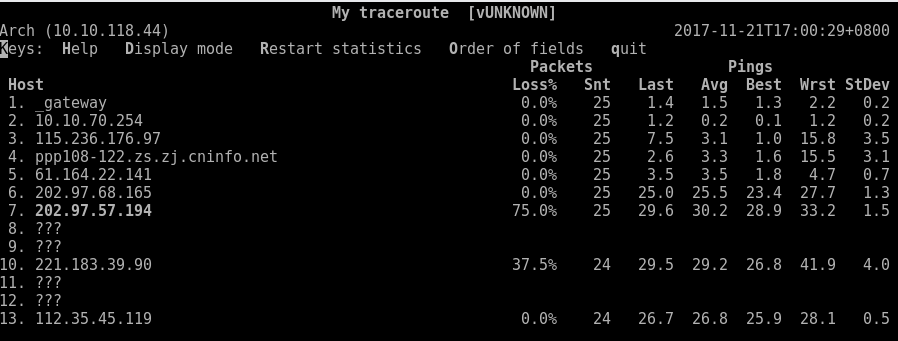 My traceroute [vUNKNOWN]
Arch (10.10.118.44) 2017-11-21T17:00:29+0800
Keys: Help Display mode Restart statistics Order of fields quit
Packets Pings
Host Loss% Snt Last Avg Best Wrst StDev
1. _gateway 0.0% 25 1.4 1.5 1.3 2.2 0.2
2. 10.10.70.254 0.0% 25 1.2 0.2 0.1 1.2 0.2
3. 115.236.176.97 0.0% 25 7.5 3.1 1.0 15.8 3.5
4. ppp108-122.zs.zj.cninfo.net 0.0% 25 2.6 3.3 1.6 15.5 3.1
5. 61.164.22.141 0.0% 25 3.5 3.5 1.8 4.7 0.7
6. 202.97.68.165 0.0% 25 25.0 25.5 23.4 27.7 1.3
7. 202.97.57.194 75.0% 25 29.6 30.2 28.9 33.2 1.5
8. ???
9. ???
10. 221.183.39.90 37.5% 24 29.5 29.2 26.8 41.9 4.0
11. ???
12. ???
13. 112.35.45.119 0.0% 24 26.7 26.8 25.9 28.1 0.5